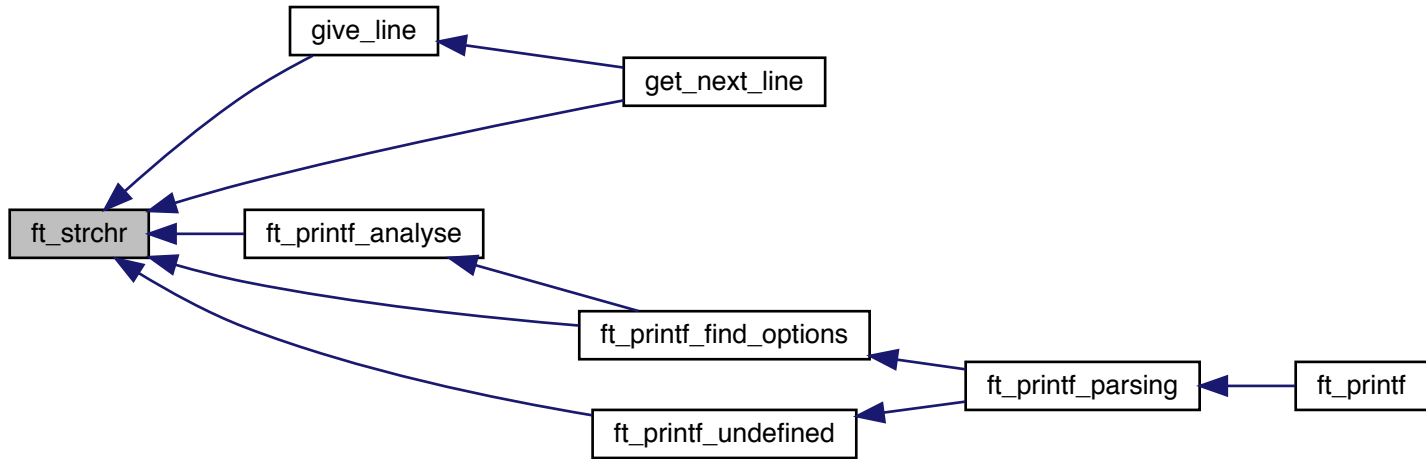 give_line
get_next_line
ft_strchr
ft_printf_analyse
ft_printf_find_options
ft_printf_parsing
ft_printf
ft_printf_undefined